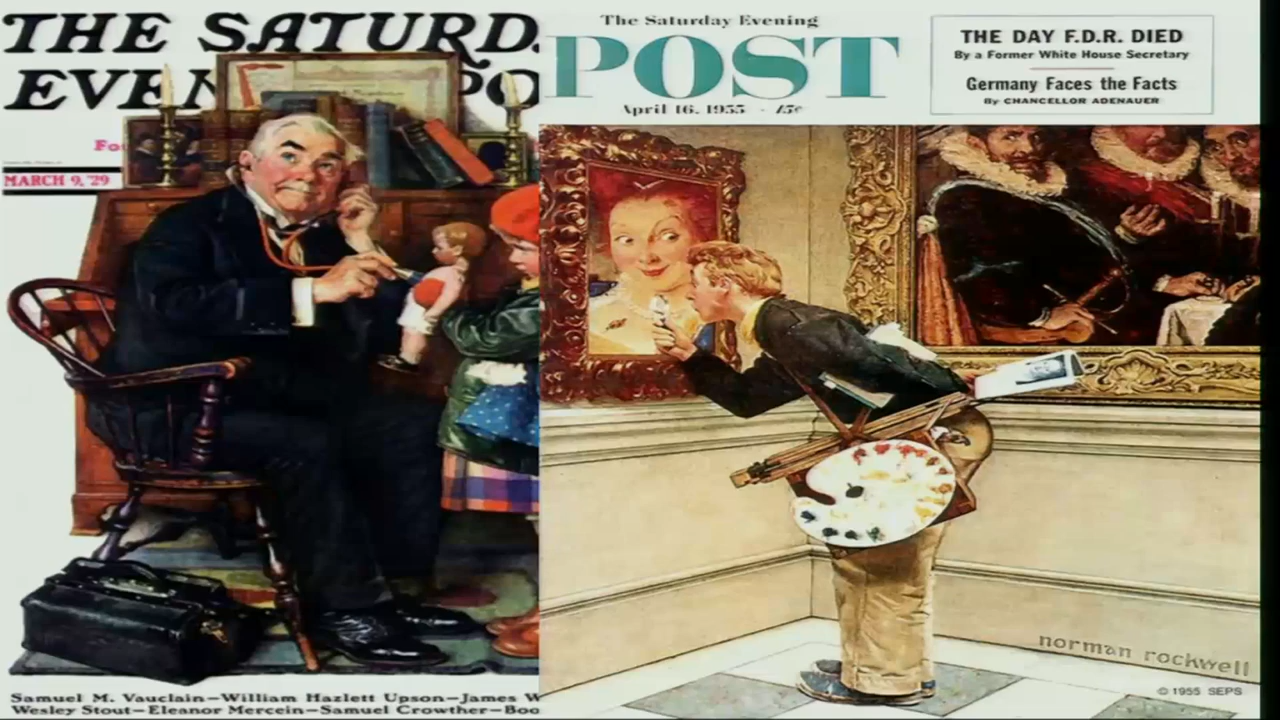 THE SATURD
EVEN PO
Fo
MARCH 9, '29
Samuel M. Vauclain—William Hazlett Upson—James W
Wesley Stout—Eleanor Mercein—Samuel Crowther—Boo
The Saturday Evening
POST
April 16, 1955 · 15¢
THE DAY F.D.R. DIED
By a Former White House Secretary
Germany Faces the Facts
By CHANCELLOR ADENAUER
norman rockwell
© 1955 SEPS